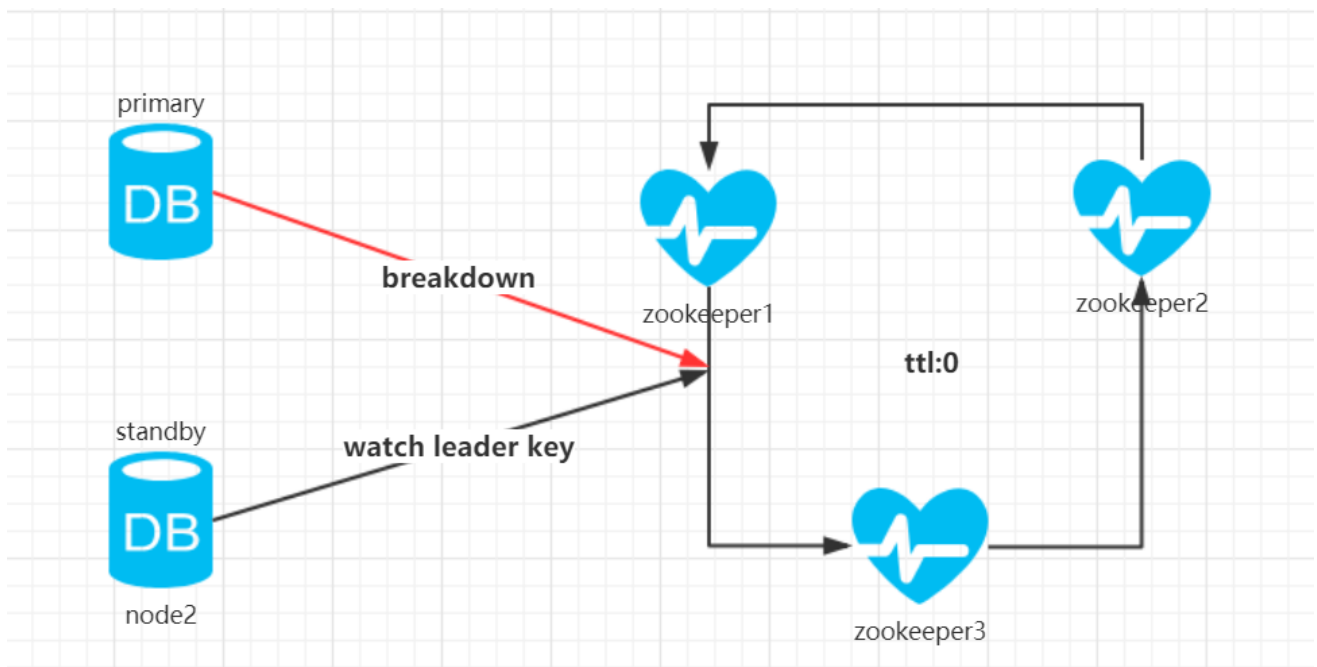 primary
DB
breakdown
zookeeper1
zookeeper2
ttl:0
standby
watch leader key
DB
node2
zookeeper3